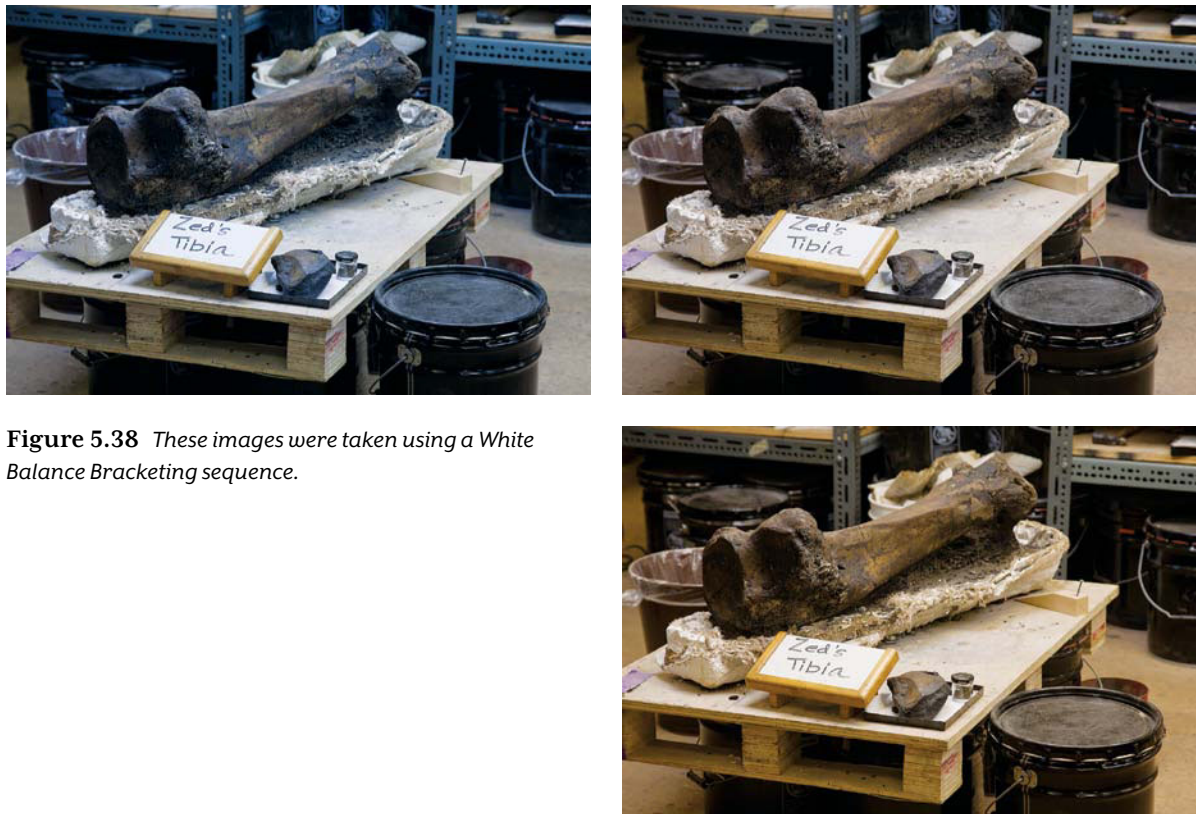 Zed's
Tibia
Zed's
Tibia
Figure 5.38 These images were taken using a White
Balance Bracketing sequence.
Zed's
Tibia